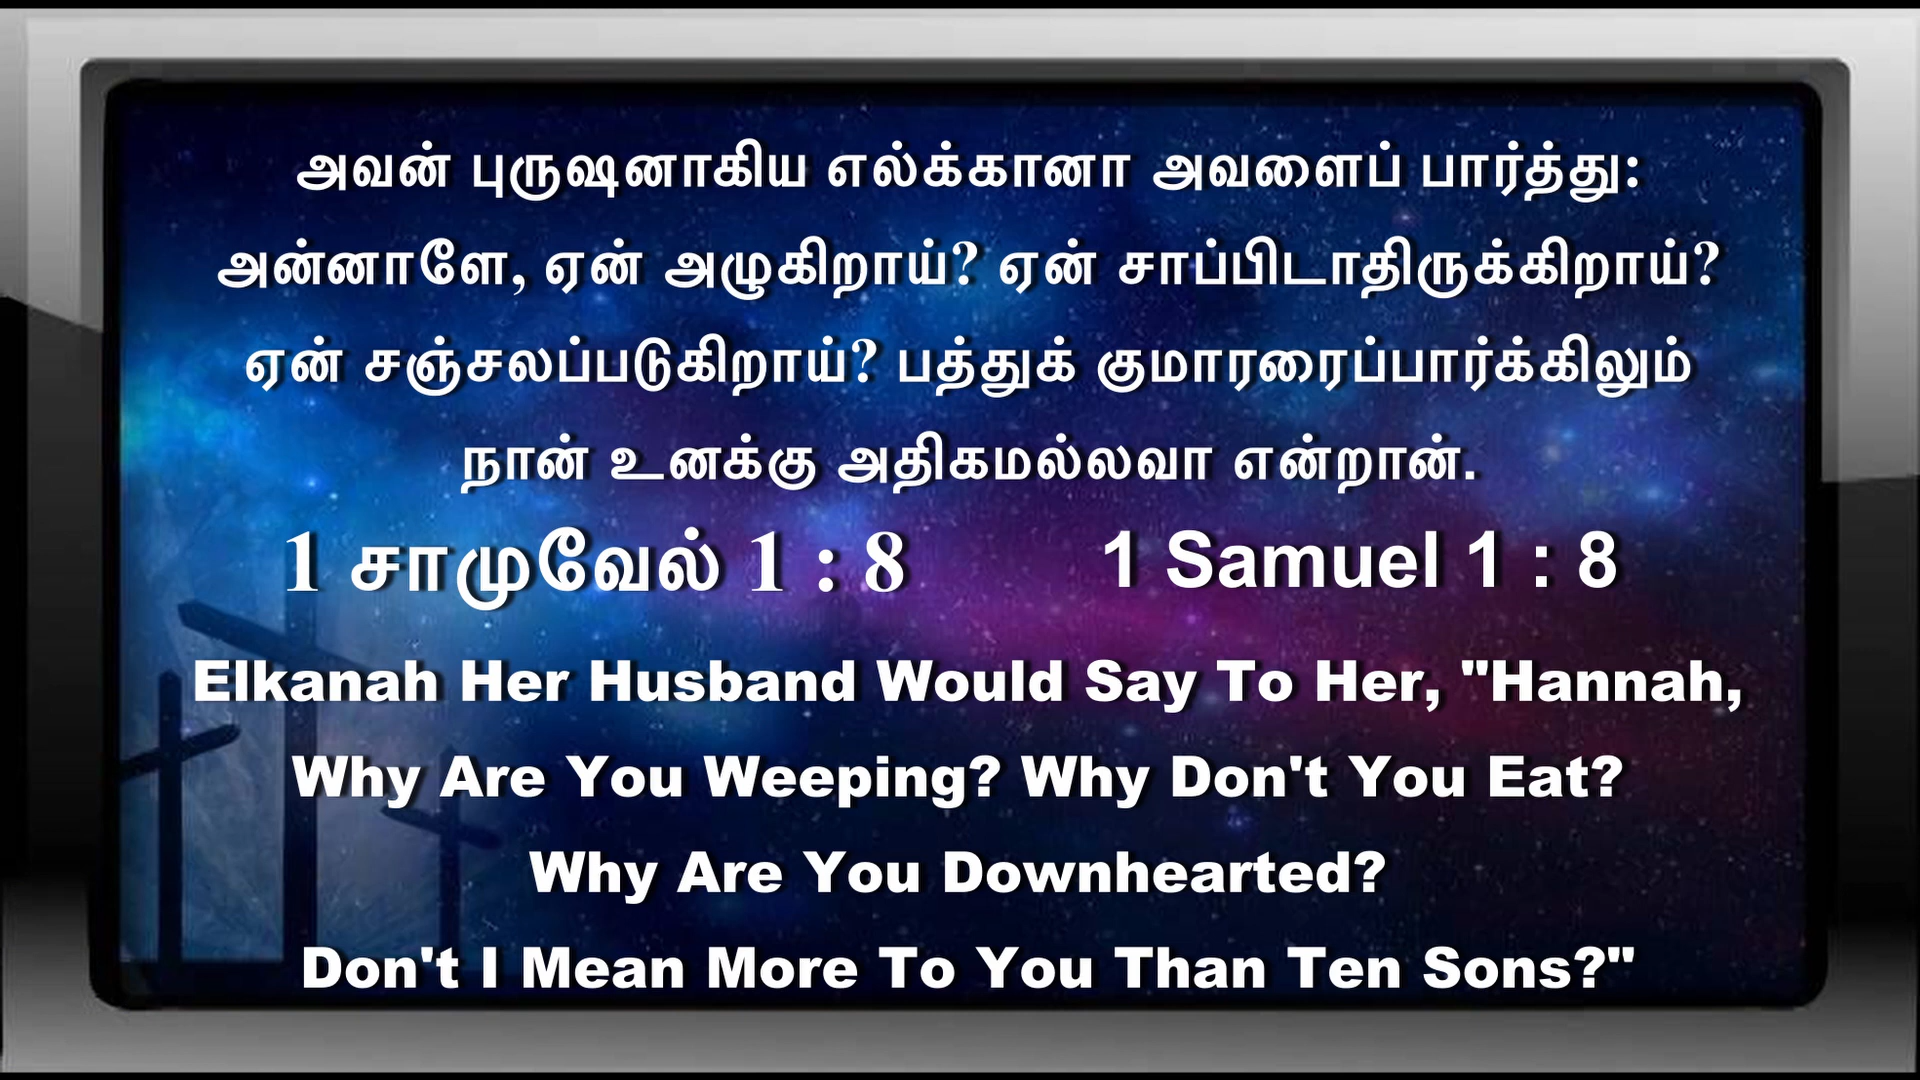 அவன் புருஷனாகிய எல்க்கானா அவளைப் பார்த்து:
அன்னாளே, ஏன் அழுகிறாய்? ஏன் சாப்பிடாதிருக்கிறாய்?
ஏன் சஞ்சலப்படுகிறாய்? பத்துக் குமாரரைப்பார்க்கிலும்
நான் உனக்கு அதிகமல்லவா என்றான்.
1 சாமுவேல் 1 : 8 1 Samuel 1 : 8
Elkanah Her Husband Would Say To Her, "Hannah,
Why Are You Weeping? Why Don't You Eat?
Why Are You Downhearted?
Don't I Mean More To You Than Ten Sons?"